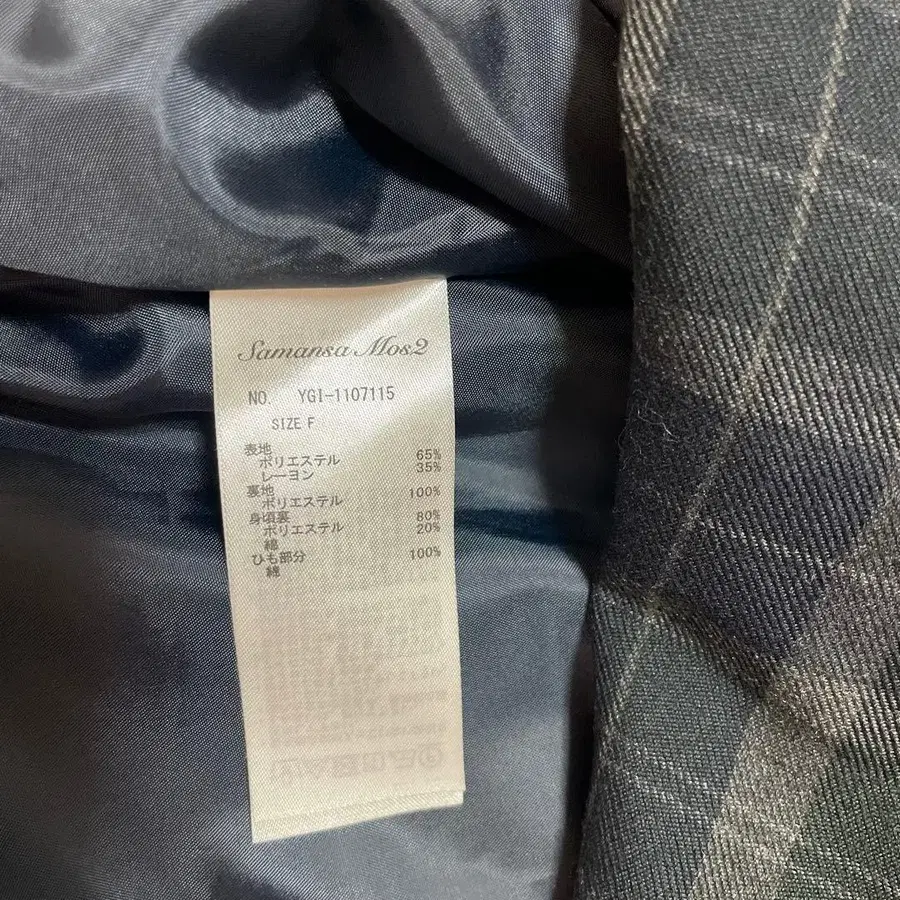 Samansa Mos2
NO. YGI-1107115
SIZE F
表地
ポリエステル 65%
レーヨン 35%
裏地
ポリエステル 100%
身頃裏
ポリエステル 80%
綿 20%
ひも部分
綿 100%